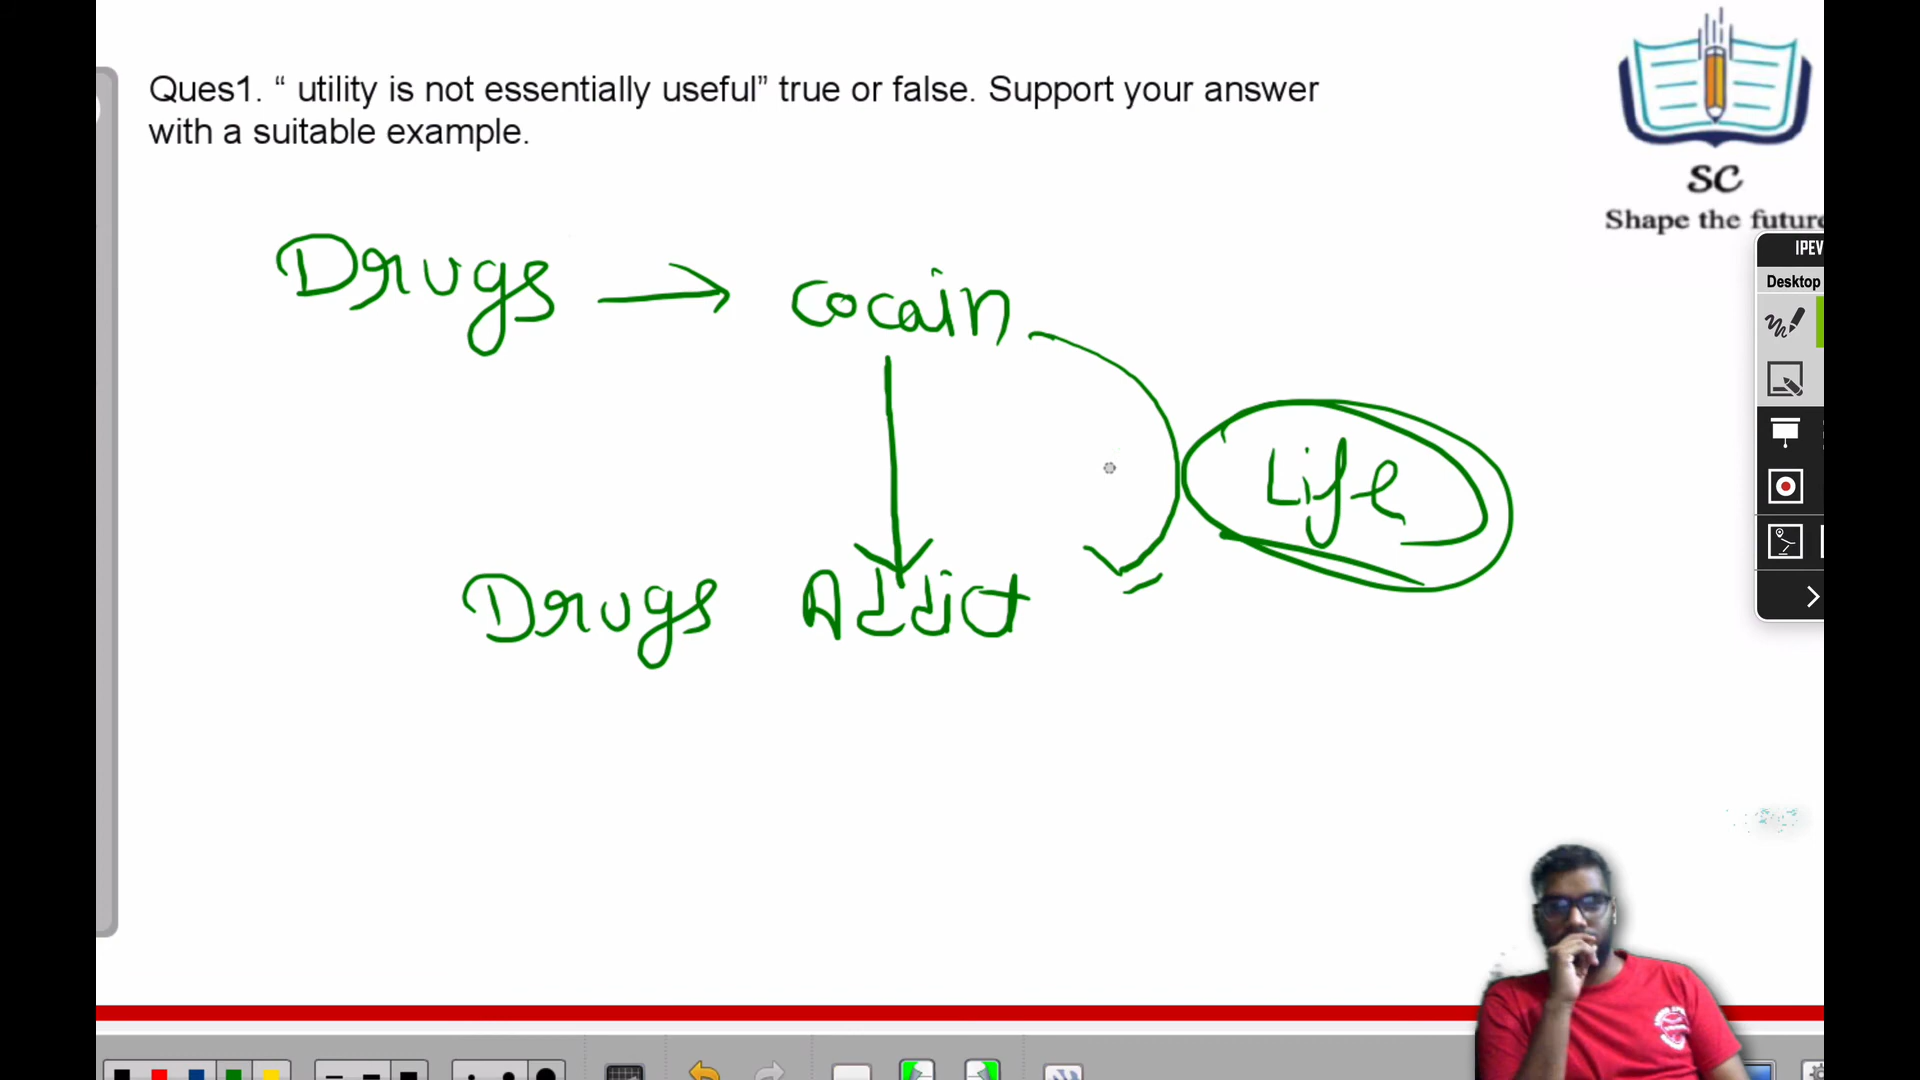 Ques1. “ utility is not essentially useful” true or false. Support your answer
with a suitable example.
SC
Shape the future
IPEV
Desktop
Drugs → cocain
Life
Drugs Addict